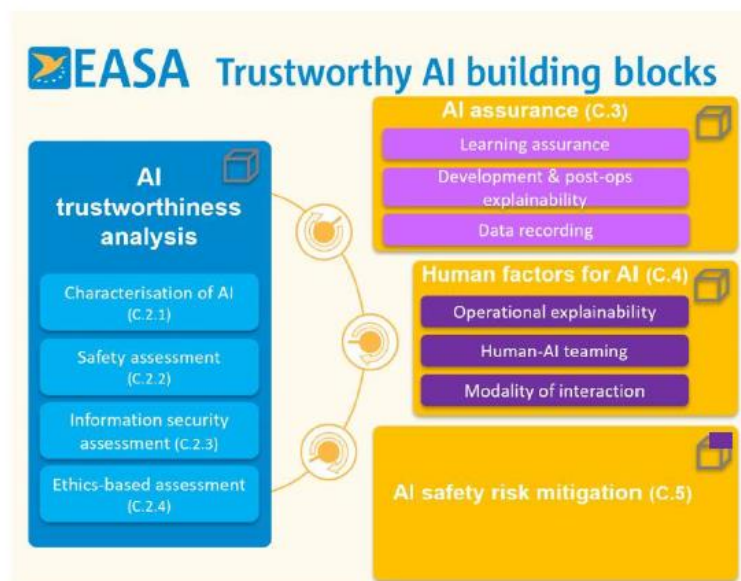 EASA Trustworthy AI building blocks
AI
trustworthiness
analysis
Characterisation of AI
(C.2.1)
Safety assessment
(C.2.2)
Information security
assessment (C.2.3)
Ethics-based assessment
(C.2.4)
AI assurance (C.3)
Learning assurance
Development & post-ops
explainability
Data recording
Human factors for AI (C.4)
Operational explainability
Human-AI teaming
Modality of interaction
AI safety risk mitigation (C.5)